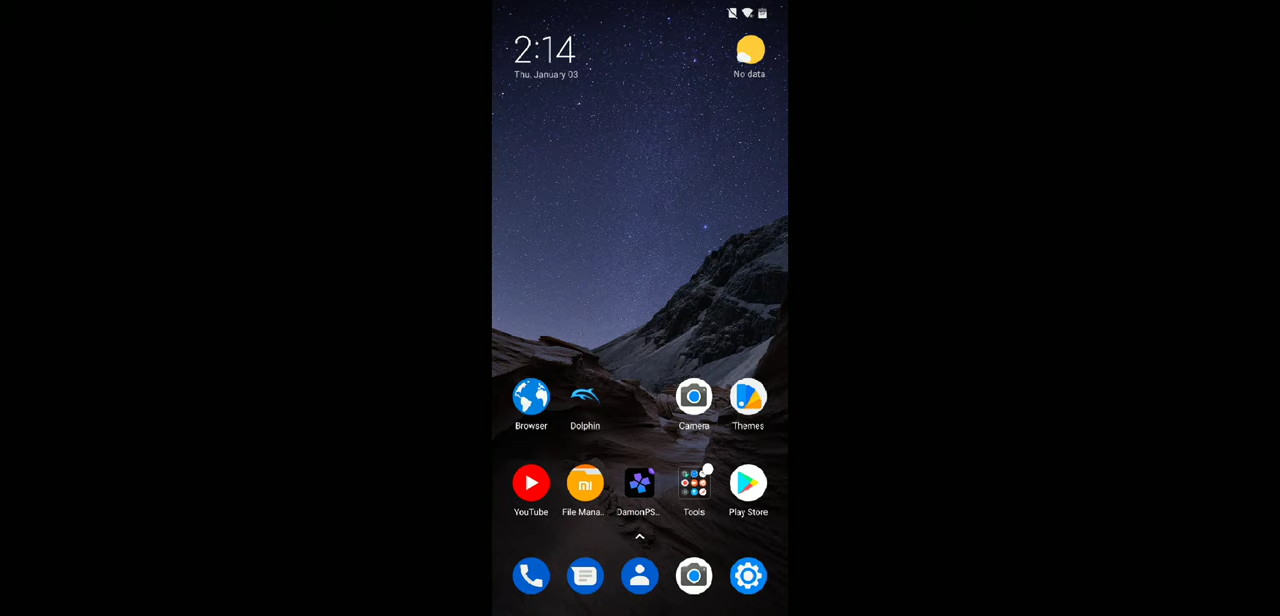 2:14
Thu. January 03
No data
Browser
Dolphin
Camera
Themes
YouTube
File Mana..
DamonPS..
Tools
Play Store